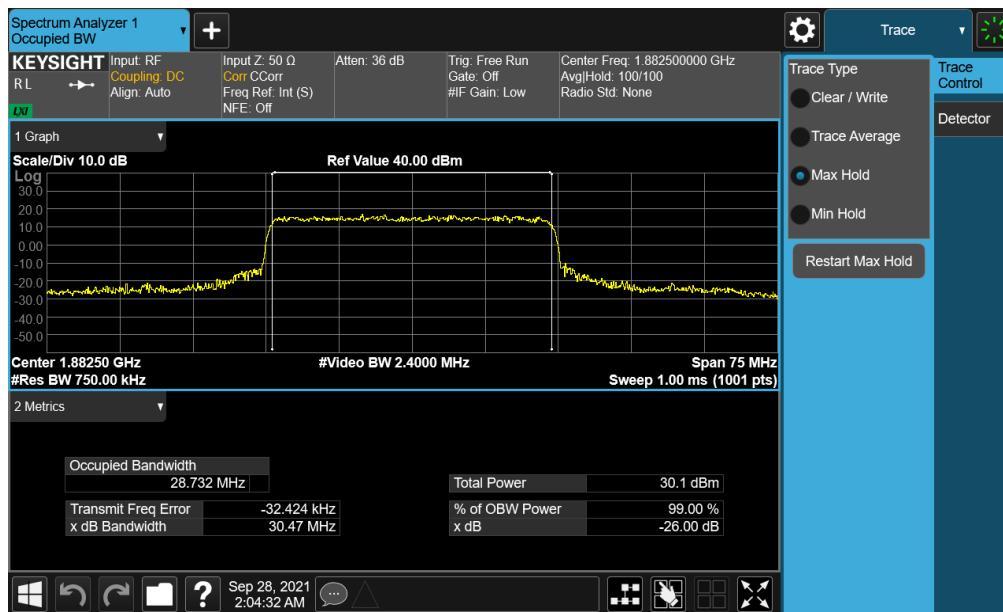 Spectrum Analyzer 1
Occupied BW
Trace
KEYSIGHT
RL
LXI
Input: RF
Coupling: DC
Align: Auto
Input Z: 50 Ω
Corr CCorr
Freq Ref: Int (S)
NFE: Off
Atten: 36 dB
Trig: Free Run
Gate: Off
#IF Gain: Low
Center Freq: 1.882500000 GHz
Avg|Hold: 100/100
Radio Std: None
Trace Type
Clear / Write
Trace Average
Max Hold
Min Hold
Restart Max Hold
Trace
Control
Detector
1 Graph
Scale/Div 10.0 dB
Ref Value 40.00 dBm
Log
30.0
20.0
10.0
0.00
-10.0
-20.0
-30.0
-40.0
-50.0
Center 1.88250 GHz
#Video BW 2.4000 MHz
Span 75 MHz
#Res BW 750.00 kHz
Sweep 1.00 ms (1001 pts)
2 Metrics
Occupied Bandwidth
28.732 MHz
Total Power 30.1 dBm
Transmit Freq Error -32.424 kHz
% of OBW Power 99.00 %
x dB Bandwidth 30.47 MHz
x dB -26.00 dB
?
Sep 28, 2021
2:04:32 AM